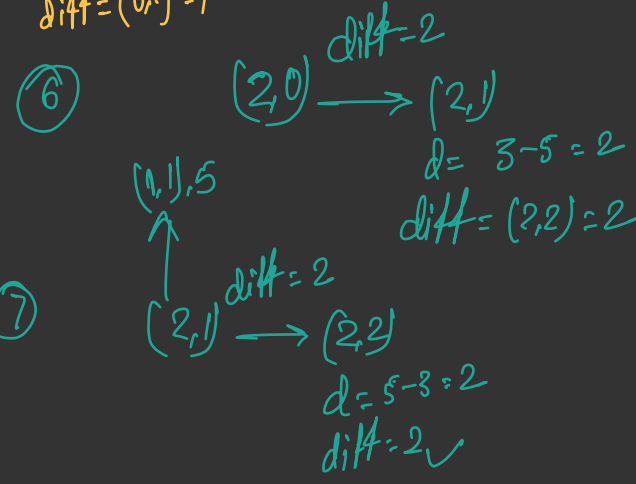 diff = (0,1) = 1
diff = 2
6 (2,0) → (2,1)
d = 3-5 = 2
diff = (2,2) = 2
(1,1),5
7 diff = 2
(2,1) → (2,2)
d = 5-3 = 2
diff = 2 ✓